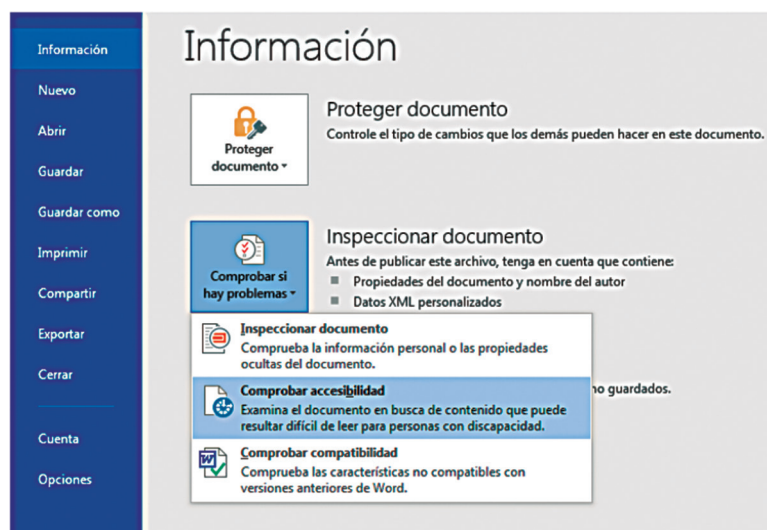 Información
Nuevo
Abrir
Guardar
Guardar como
Imprimir
Compartir
Exportar
Cerrar
Cuenta
Opciones
Información
Proteger
documento
Proteger documento
Controle el tipo de cambios que los demás pueden hacer en este documento.
Comprobar si
hay problemas
Inspeccionar documento
Antes de publicar este archivo, tenga en cuenta que contiene:
Propiedades del documento y nombre del autor
Datos XML personalizados
Inspeccionar documento
Comprueba la información personal o las propiedades
ocultas del documento.
Comprobar accesibilidad
Examina el documento en busca de contenido que puede
resultar difícil de leer para personas con discapacidad.
no guardados.
Comprobar compatibilidad
Comprueba las características no compatibles con
versiones anteriores de Word.